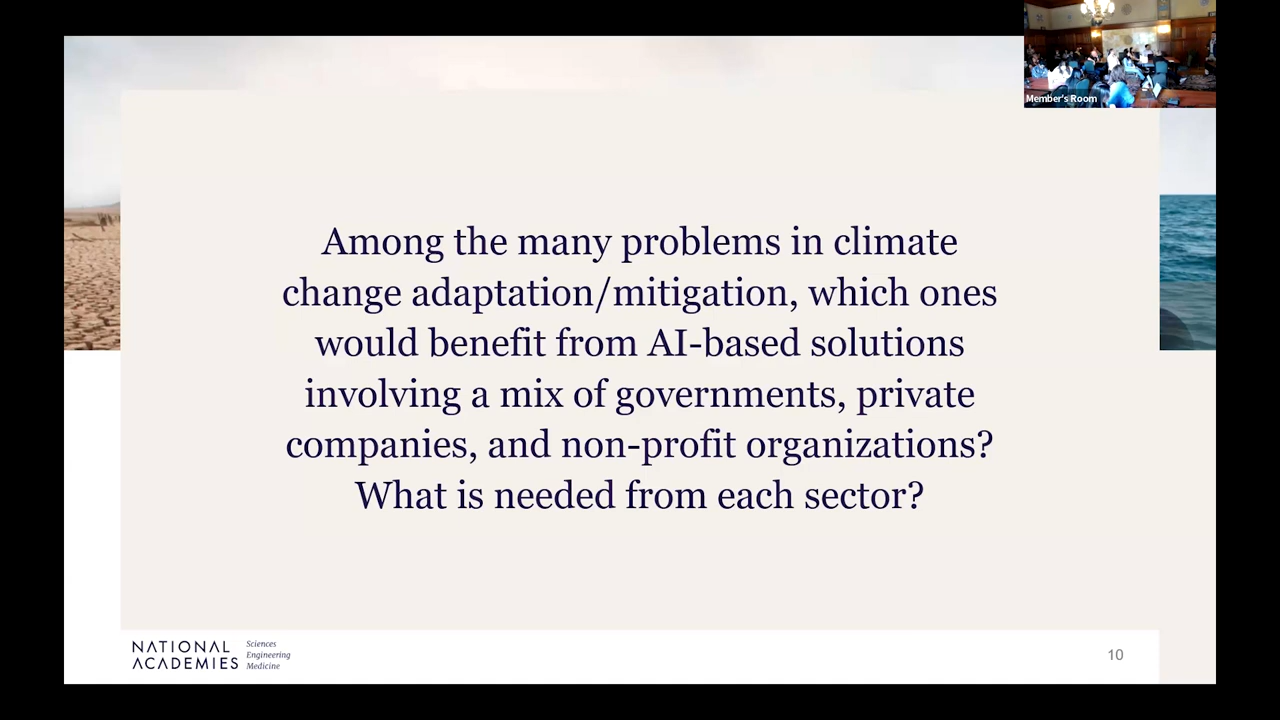 Member's Room
Among the many problems in climate
change adaptation/mitigation, which ones
would benefit from AI-based solutions
involving a mix of governments, private
companies, and non-profit organizations?
What is needed from each sector?
NATIONAL
ACADEMIES
Sciences
Engineering
Medicine
10